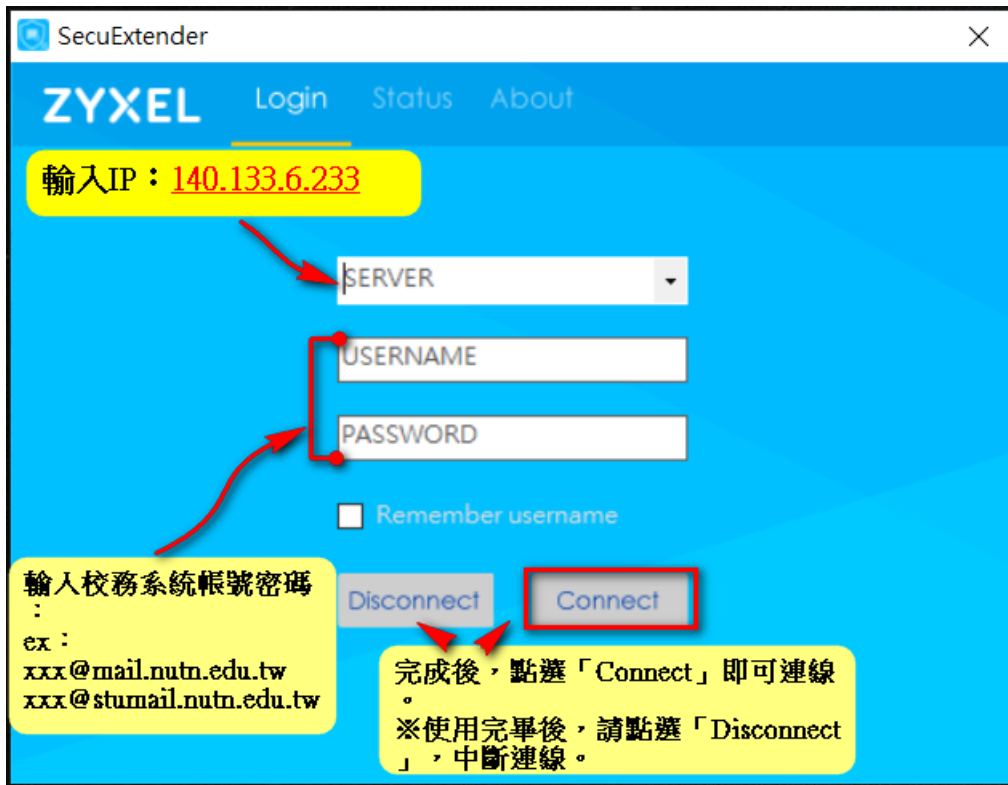 SecuExtender
ZYXEL Login Status About
輸入IP：140.133.6.233
SERVER
USERNAME
PASSWORD
Remember username
Disconnect Connect
輸入校務系統帳號密碼
：
ex：
xxx@mail.nutn.edu.tw
xxx@stumail.nutn.edu.tw
完成後，點選「Connect」即可連線
。
※使用完畢後，請點選「Disconnect
」，中斷連線。